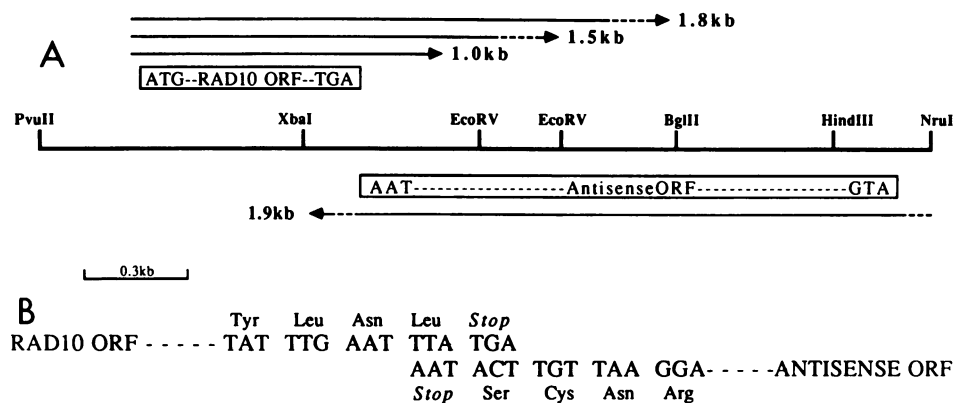 A
1.8kb
1.5kb
1.0kb
ATG--RAD10 ORF--TGA
PvuII XbaI EcoRV EcoRV BglII HindIII NruI
AAT--------------------AntisenseORF------------------GTA
1.9kb
0.3kb
B
Tyr Leu Asn Leu Stop
RAD10 ORF - - - - - TAT TTG AAT TTA TGA
AAT ACT TGT TAA GGA- - - - -ANTISENSE ORF
Stop Ser Cys Asn Arg